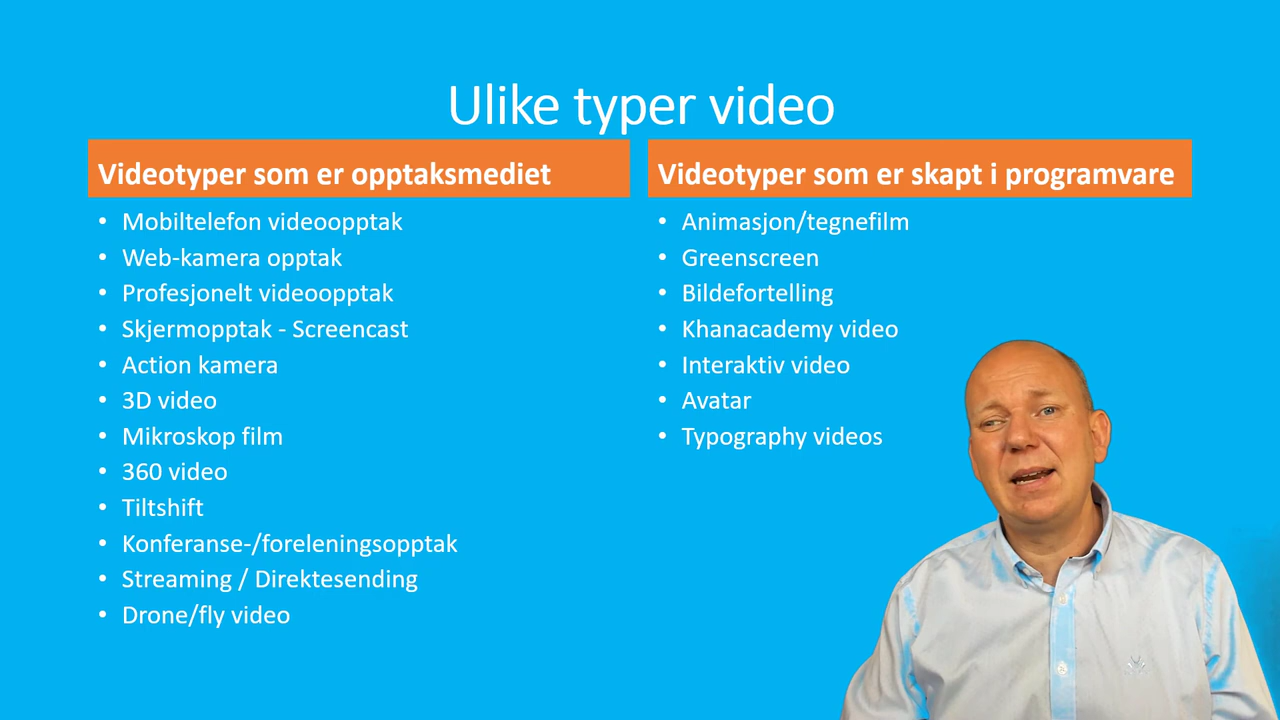 Ulike typer video
Videotyper som er opptaksmediet
Mobiltelefon videoopptak
Web-kamera opptak
Profesjonelt videoopptak
Skjermopptak - Screencast
Action kamera
3D video
Mikroskop film
360 video
Tiltshift
Konferanse-/foreleningsopptak
Streaming / Direktesending
Drone/fly video
Videotyper som er skapt i programvare
Animasjon/tegnefilm
Greenscreen
Bildefortelling
Khanacademy video
Interaktiv video
Avatar
Typography videos